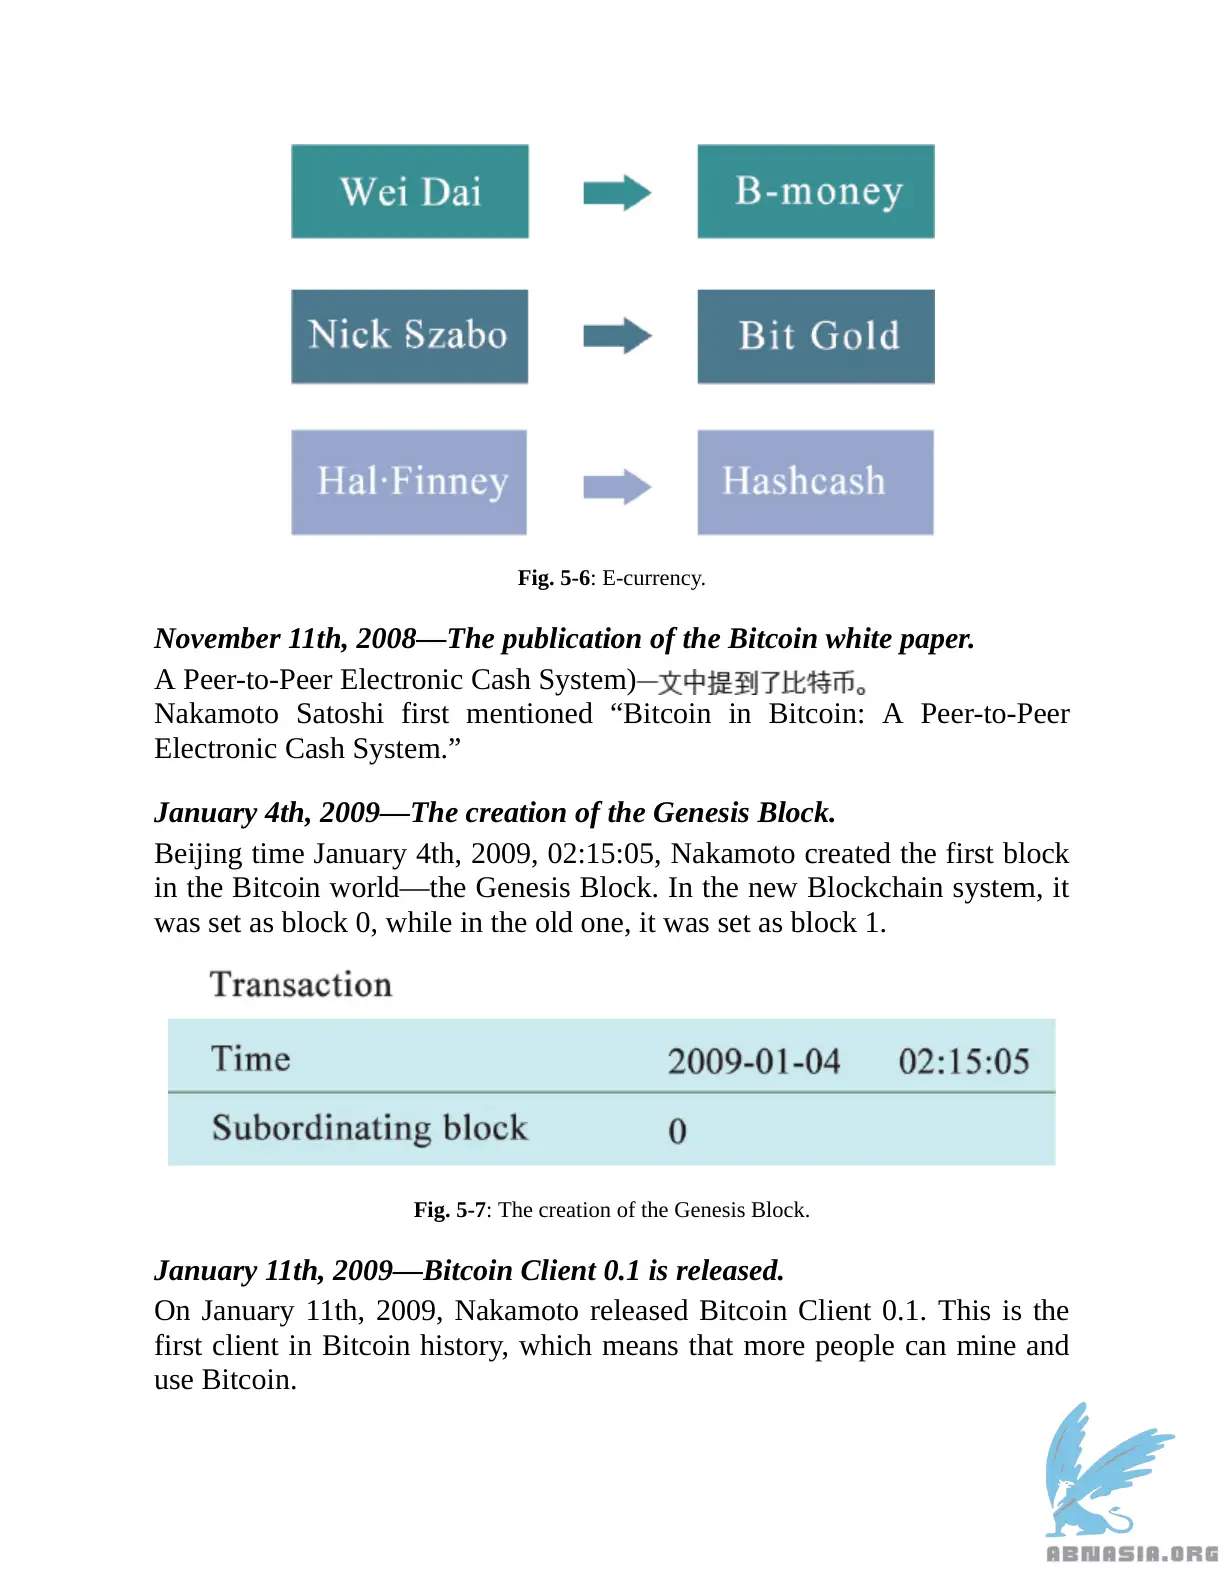 Wei Dai B-money
Nick Szabo Bit Gold
Hal·Finney Hashcash
Fig. 5-6: E-currency.
November 11th, 2008—The publication of the Bitcoin white paper.
A Peer-to-Peer Electronic Cash System)一文中提到了比特币。
Nakamoto Satoshi first mentioned “Bitcoin in Bitcoin: A Peer-to-Peer
Electronic Cash System.”
January 4th, 2009—The creation of the Genesis Block.
Beijing time January 4th, 2009, 02:15:05, Nakamoto created the first block
in the Bitcoin world—the Genesis Block. In the new Blockchain system, it
was set as block 0, while in the old one, it was set as block 1.
Transaction
Time 2009-01-04 02:15:05
Subordinating block 0
Fig. 5-7: The creation of the Genesis Block.
January 11th, 2009—Bitcoin Client 0.1 is released.
On January 11th, 2009, Nakamoto released Bitcoin Client 0.1. This is the
first client in Bitcoin history, which means that more people can mine and
use Bitcoin.
ABNASIA.ORG